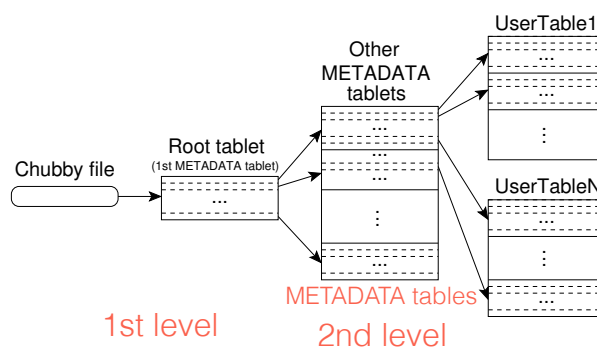 UserTable1
...
...
⋮
Other
METADATA
tablets
...
...
...
⋮
...
Root tablet
(1st METADATA tablet)
...
Chubby file
UserTableN
...
⋮
...
METADATA tables
1st level
2nd level